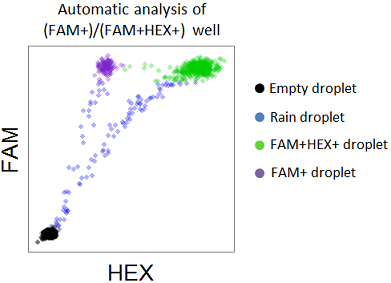 Automatic analysis of
(FAM+)/(FAM+HEX+) well
FAM
HEX
Empty droplet
Rain droplet
FAM+HEX+ droplet
FAM+ droplet